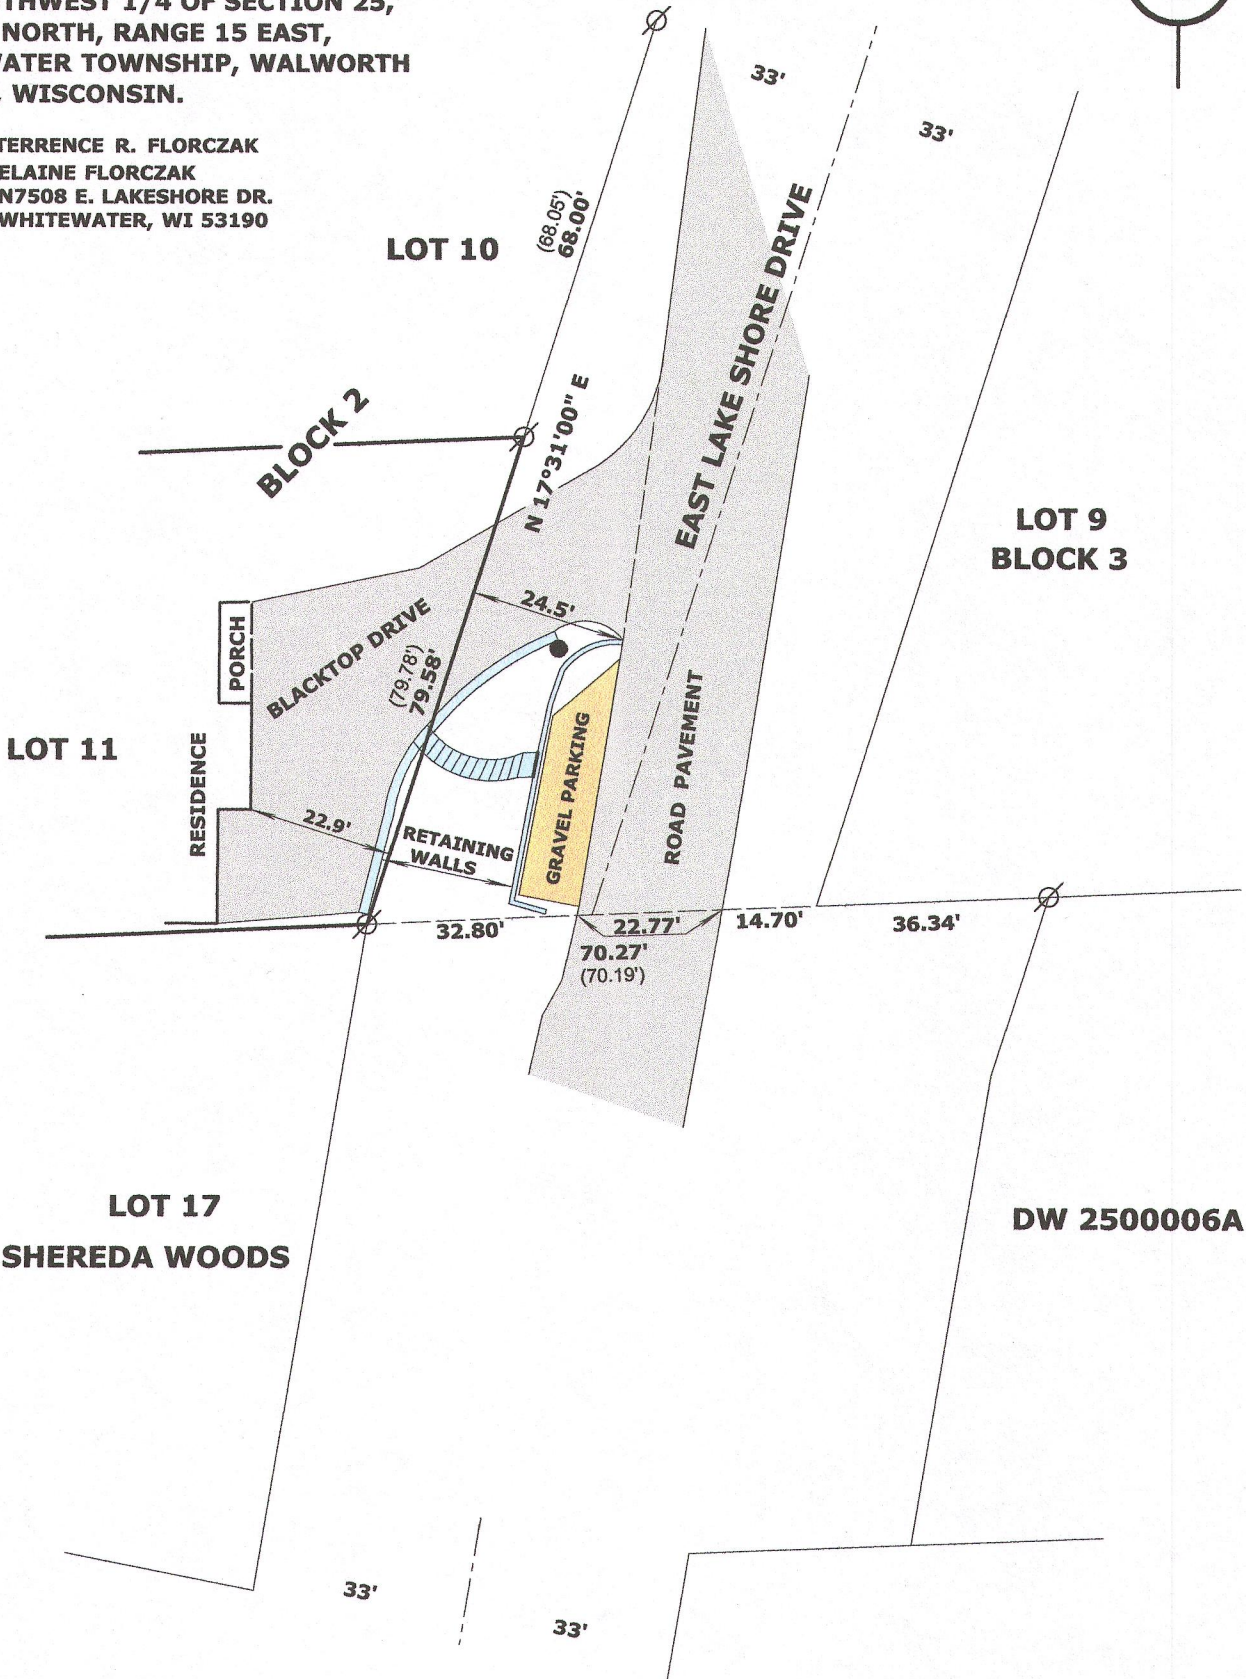 THWEST 1/4 OF SECTION 25,
NORTH, RANGE 15 EAST,
WATER TOWNSHIP, WALWORTH
, WISCONSIN.
TERRENCE R. FLORCZAK
ELAINE FLORCZAK
N7508 E. LAKESHORE DR.
WHITEWATER, WI 53190
33'
33'
LOT 10
(68.05')
68.00'
EAST LAKE SHORE DRIVE
BLOCK 2
N 17°31'00" E
LOT 9
BLOCK 3
24.5'
PORCH
BLACKTOP DRIVE
(79.78')
79.58'
LOT 11
RESIDENCE
22.9'
RETAINING
WALLS
GRAVEL PARKING
ROAD PAVEMENT
32.80'
22.77'
14.70'
36.34'
70.27'
(70.19')
LOT 17
SHEREDA WOODS
DW 2500006A
33'
33'